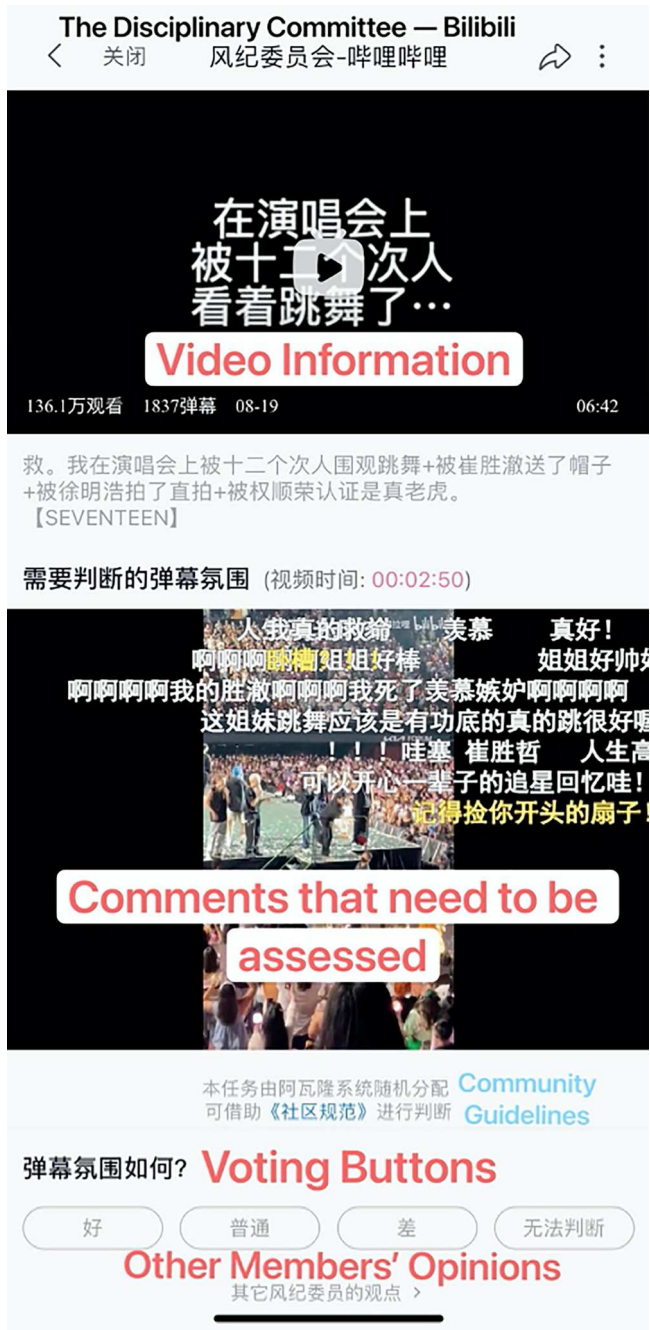 The Disciplinary Committee — Bilibili
关闭 风纪委员会-哔哩哔哩
在演唱会上
被十二个次人
看着跳舞了…
Video Information
136.1万观看 1837弹幕 08-19 06:42
救。我在演唱会上被十二个次人围观跳舞+被崔胜澈送了帽子
+被徐明浩拍了直拍+被权顺荣认证是真老虎。
【SEVENTEEN】
需要判断的弹幕氛围 (视频时间: 00:02:50)
羡慕 真好！
姐姐好棒 姐姐好帅
啊啊啊啊我的胜澈啊啊啊我死了羡慕嫉妒啊啊啊啊
这姐妹跳舞应该是有功底的真的跳很好喔
！！！哇塞 崔胜哲 人生高
可以开心一辈子的追星回忆哇！
记得捡你开头的扇子！
Comments that need to be
assessed
本任务由阿瓦隆系统随机分配 Community
可借助《社区规范》进行判断 Guidelines
弹幕氛围如何? Voting Buttons
好 普通 差 无法判断
Other Members’ Opinions
其它风纪委员的观点 >